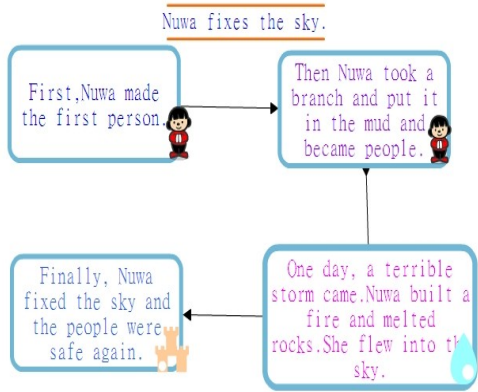 Nuwa fixes the sky.
First,Nuwa made
the first person.
Then Nuwa took a
branch and put it
in the mud and
became people.
One day, a terrible
storm came.Nuwa built a
fire and melted
rocks.She flew into the
sky.
Finally, Nuwa
fixed the sky and
the people were
safe again.